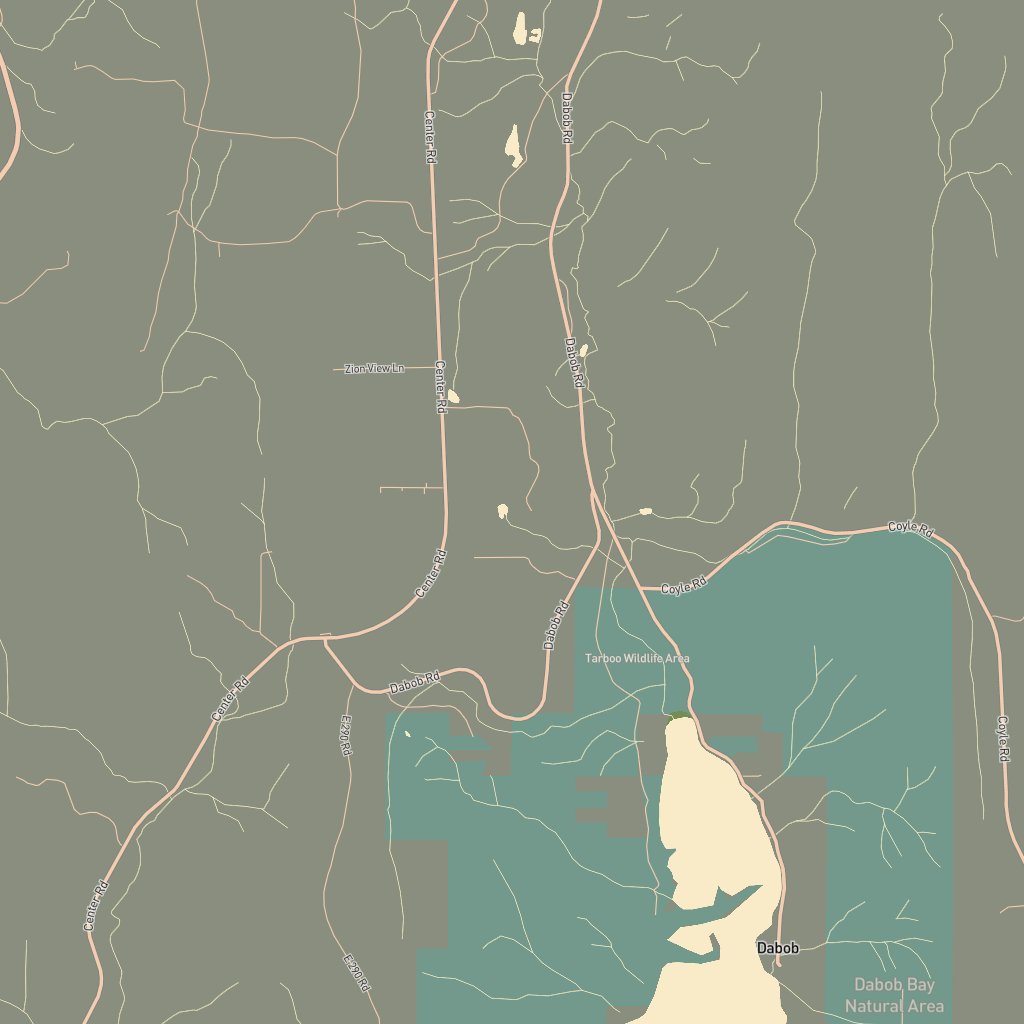 Dabob Rd
Center Rd
Dabob Rd
Zion View Ln
Center Rd
Coyle Rd
Center Rd
Coyle Rd
Dabob Rd
Tarboo Wildlife Area
Dabob Rd
Center Rd
E 290 Rd
Coyle Rd
Center Rd
Dabob
E 290 Rd
Dabob Bay
Natural Area